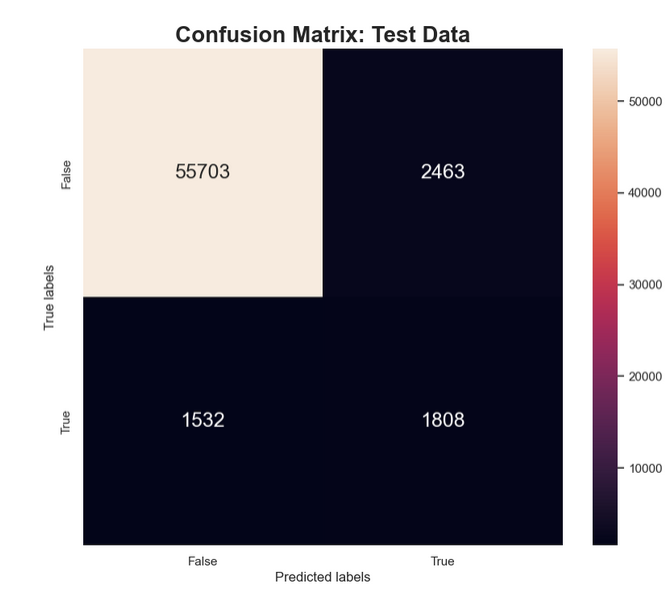 Confusion Matrix: Test Data
55703
2463
1532
1808
False
True
True labels
False
True
Predicted labels
50000
40000
30000
20000
10000